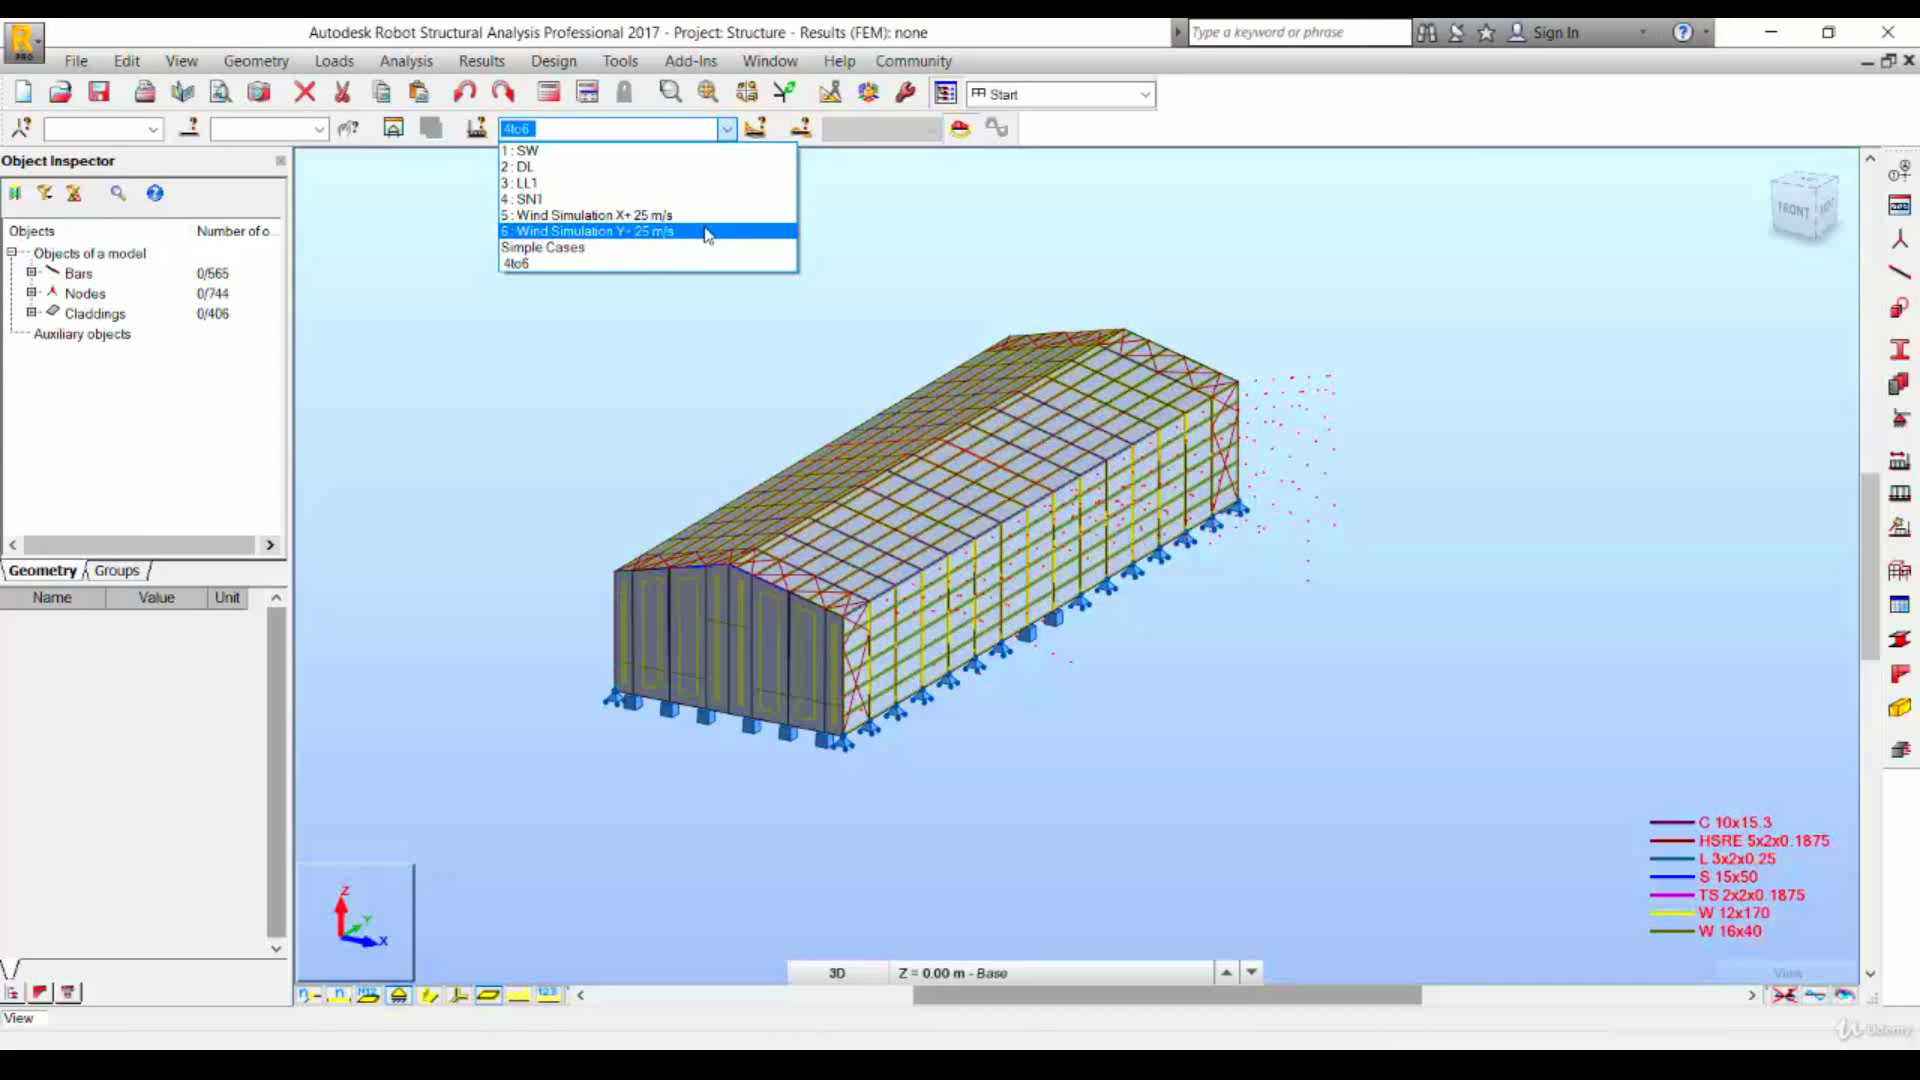 Autodesk Robot Structural Analysis Professional 2017 - Project: Structure - Results (FEM): none
Type a keyword or phrase
Sign In
PRO
File Edit View Geometry Loads Analysis Results Design Tools Add-Ins Window Help Community
Start
4to6
1 : SW
2 : DL
3 : LL1
4 : SN1
5 : Wind Simulation X+ 25 m/s
6 : Wind Simulation Y- 25 m/s
Simple Cases
4to6
Object Inspector
Objects Number of o...
Objects of a model
Bars 0/565
Nodes 0/744
Claddings 0/406
Auxiliary objects
Geometry Groups
Name Value Unit
FRONT
C 10x15.3
HSRE 5x2x0.1875
L 3x2x0.25
S 15x50
TS 2x2x0.1875
W 12x170
W 16x40
Z
Y
X
3D Z = 0.00 m - Base
View
View
Udemy